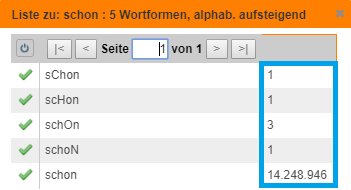 Liste zu: schon : 5 Wortformen, alphab. aufsteigend
|< < Seite 1 von 1 > >|
sChon 1
scHon 1
schOn 3
schoN 1
schon 14.248.946